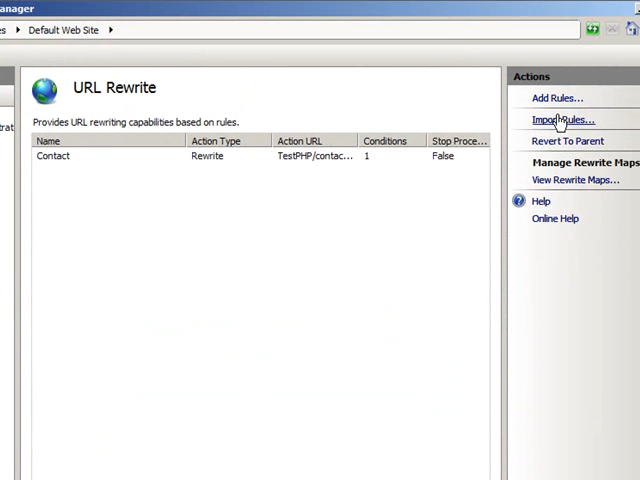 anager
es ▸ Default Web Site ▸
URL Rewrite
Provides URL rewriting capabilities based on rules.
Name Action Type Action URL Conditions Stop Proce...
Contact Rewrite TestPHP/contac... 1 False
trat
Actions
Add Rules...
Import Rules...
Revert To Parent
Manage Rewrite Maps
View Rewrite Maps...
Help
Online Help